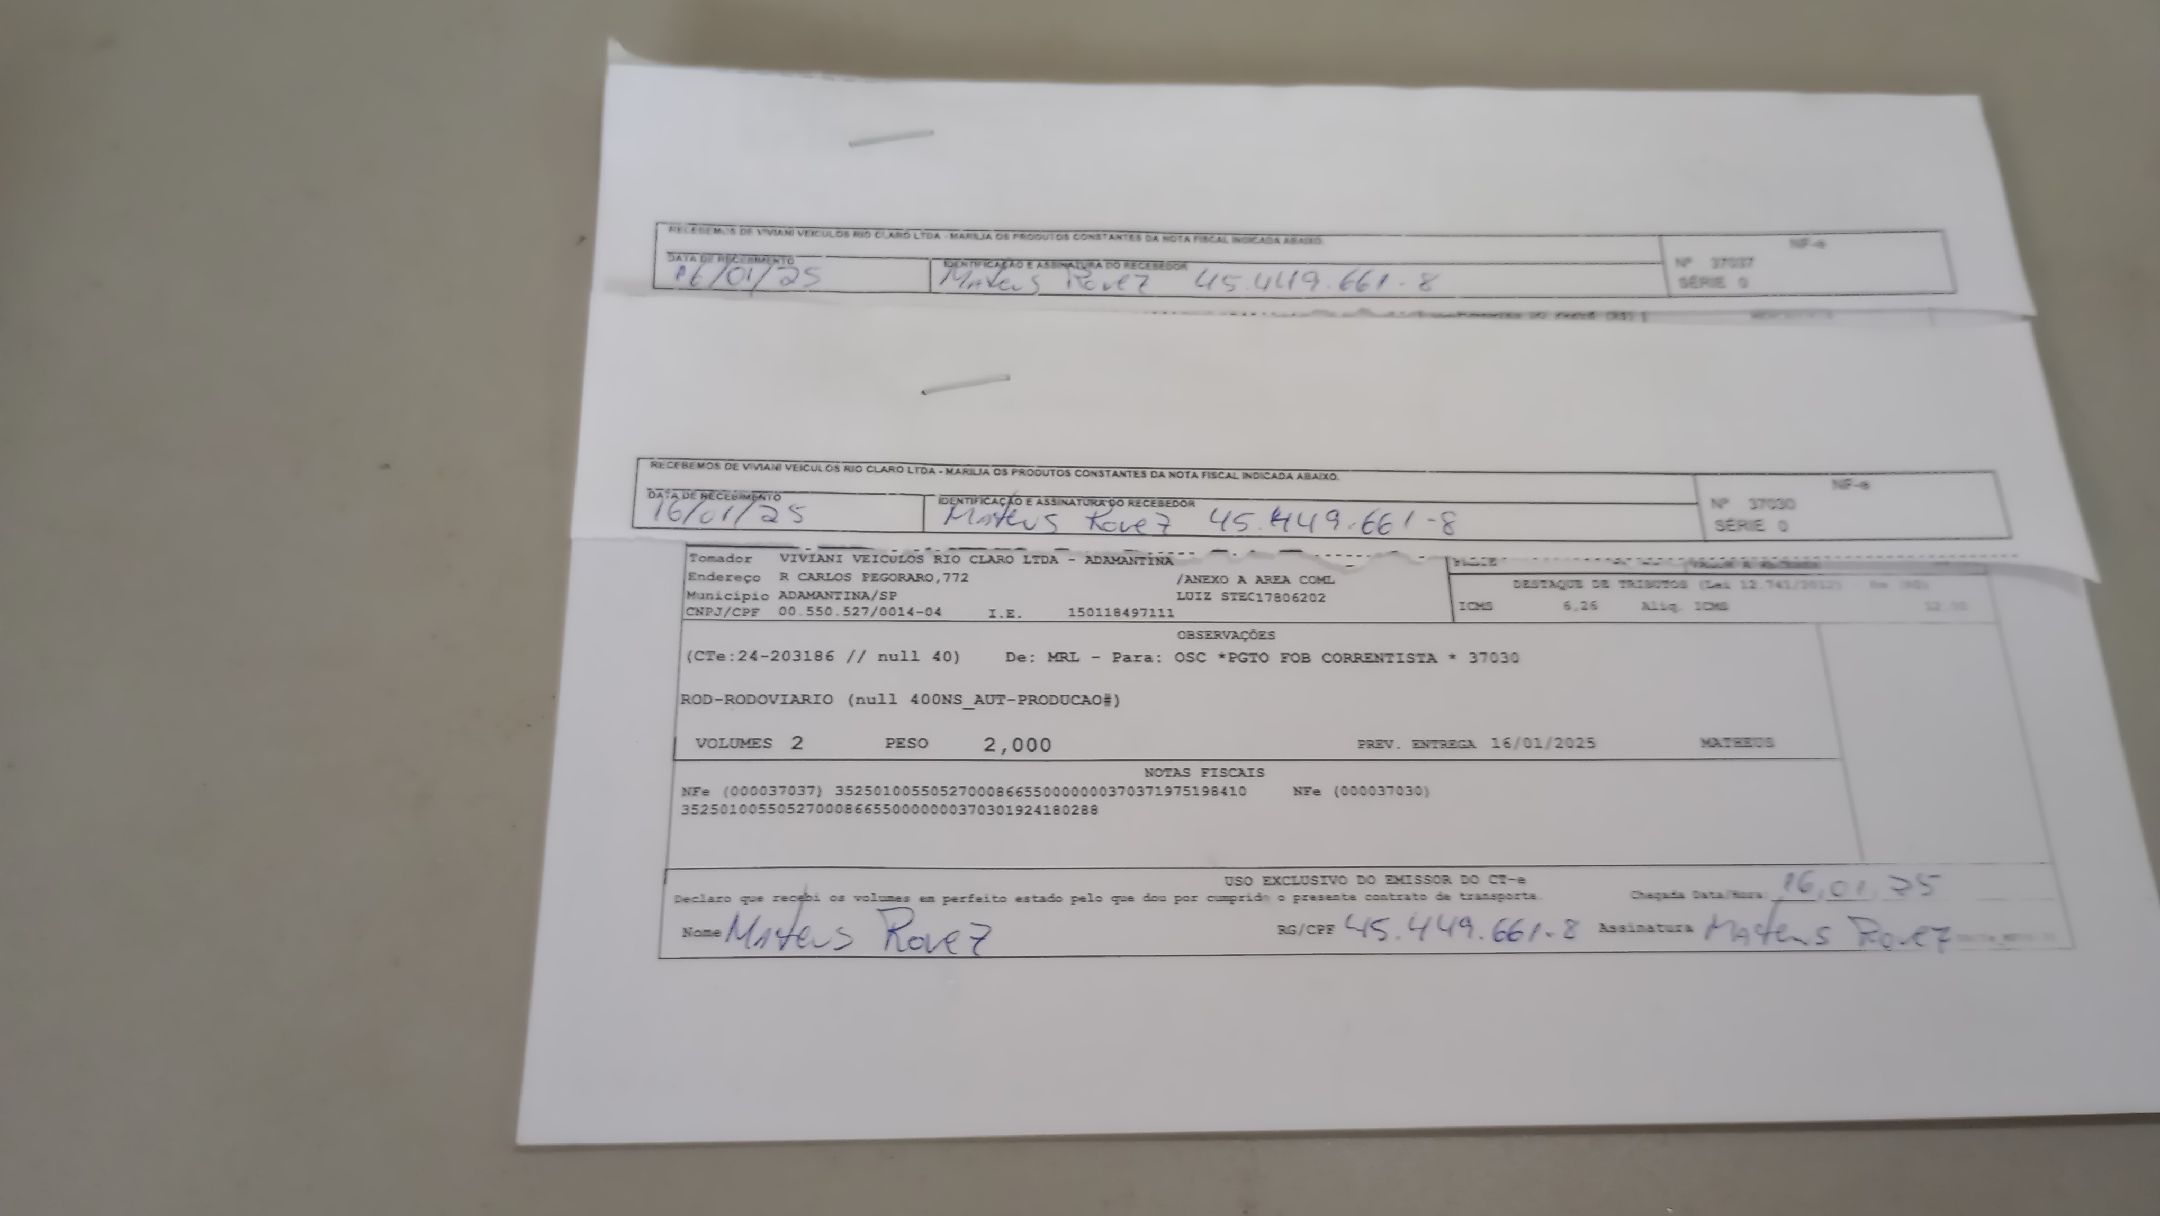 RECEBEMOS DE VIVIANI VEICULOS RIO CLARO LTDA - MARILIA OS PRODUTOS CONSTANTES DA NOTA FISCAL INDICADA ABAIXO.
NF-e
DATA DE RECEBIMENTO IDENTIFICAÇÃO E ASSINATURA DO RECEBEDOR
Nº 37037
16/01/25 Mateus Rovez 45.449.661-8
SÉRIE 0
RECEBEMOS DE VIVIANI VEICULOS RIO CLARO LTDA - MARILIA OS PRODUTOS CONSTANTES DA NOTA FISCAL INDICADA ABAIXO.
NF-e
DATA DE RECEBIMENTO IDENTIFICAÇÃO E ASSINATURA DO RECEBEDOR
Nº 37030
16/01/25 Mateus Rovez 45.449.661-8
SÉRIE 0
Tomador VIVIANI VEICULOS RIO CLARO LTDA - ADAMANTINA
Endereço R CARLOS PEGORARO,772 /ANEXO A AREA COML
DESTAQUE DE TRIBUTOS (Lei 12.741/2012) Em (R$)
Município ADAMANTINA/SP LUIZ STEC17806202
CNPJ/CPF 00.550.527/0014-04 I.E. 150118497111
ICMS 6,26 Aliq. ICMS 12,00
OBSERVAÇÕES
(CTe:24-203186 // null 40) De: MRL - Para: OSC *PGTO FOB CORRENTISTA * 37030
ROD-RODOVIARIO (null 400NS_AUT-PRODUCAO#)
VOLUMES 2 PESO 2,000 PREV. ENTREGA 16/01/2025 MATHEUS
NOTAS FISCAIS
NFe (000037037) 35250100550527000866550000000370371975198410 NFe (000037030)
35250100550527000866550000000370301924180288
USO EXCLUSIVO DO EMISSOR DO CT-e
Declaro que recebi os volumes em perfeito estado pelo que dou por cumprido o presente contrato de transporte. Chegada Data/Hora: 16,01,25
Nome Mateus Rovez RG/CPF 45.449.661-8 Assinatura Mateus Rovez